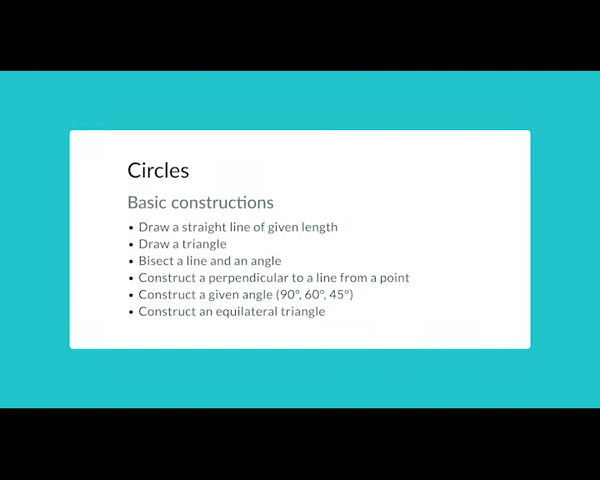 Circles
Basic constructions
• Draw a straight line of given length
• Draw a triangle
• Bisect a line and an angle
• Construct a perpendicular to a line from a point
• Construct a given angle (90°, 60°, 45°)
• Construct an equilateral triangle